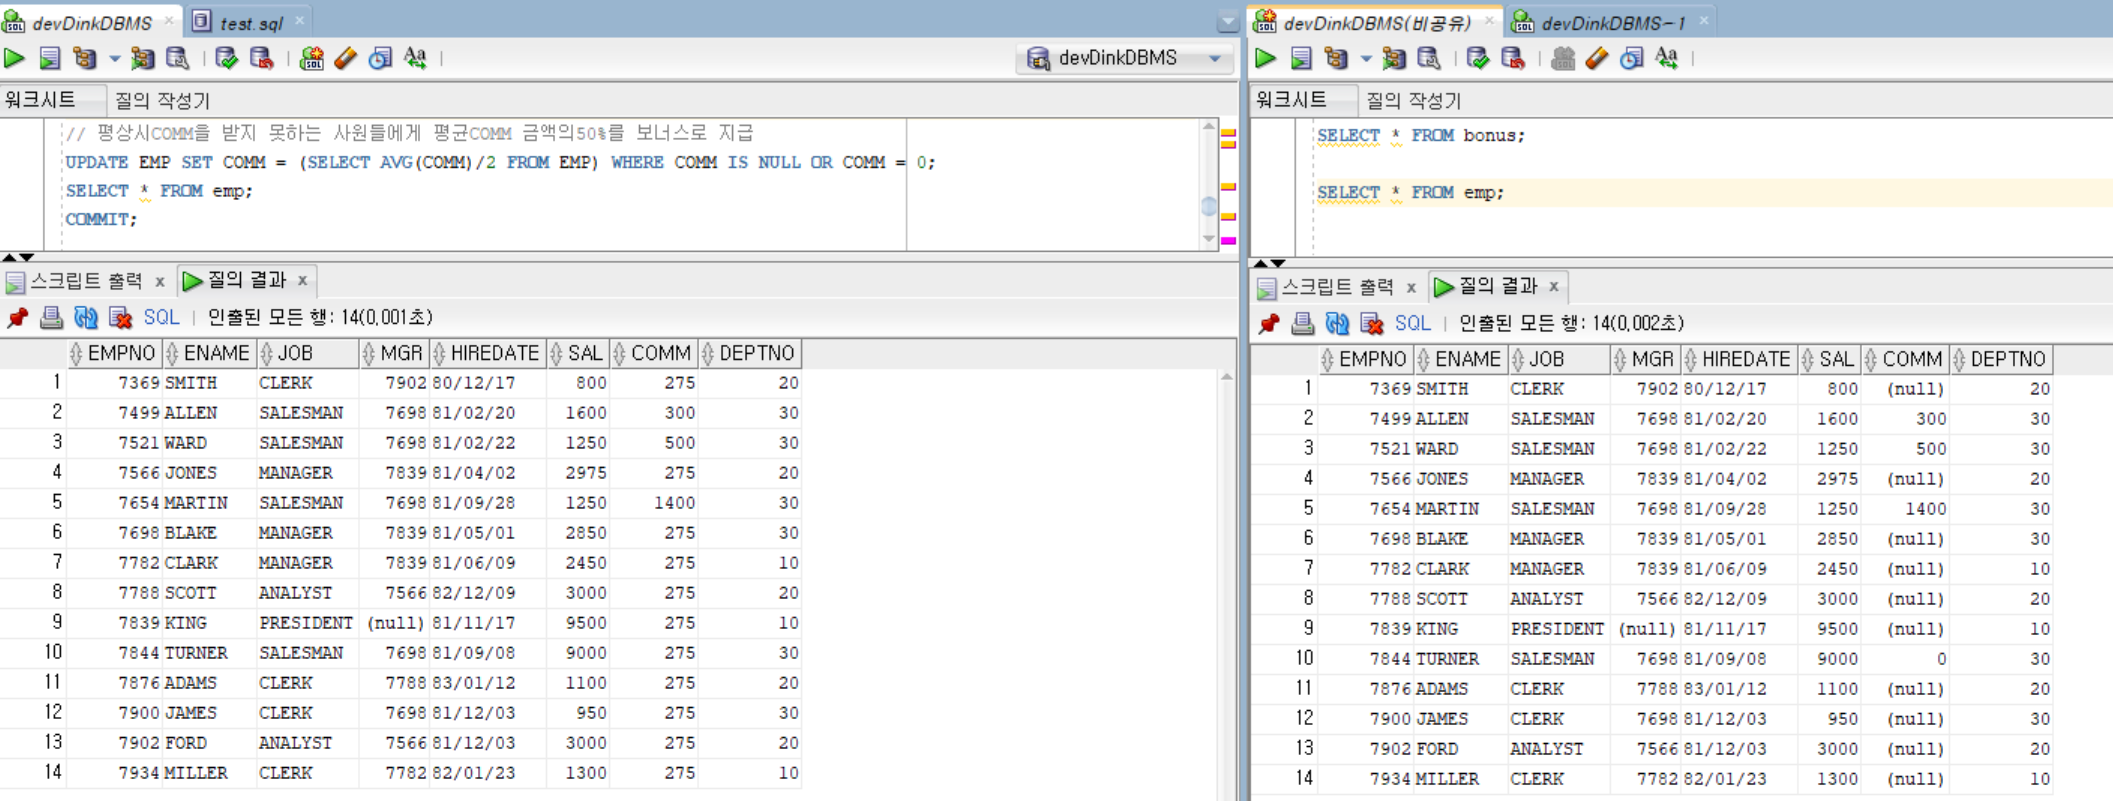 devDinkDBMS
test.sql
devDinkDBMS
워크시트 질의 작성기
// 평상시COMM을 받지 못하는 사원들에게 평균COMM 금액의50%를 보너스로 지급
UPDATE EMP SET COMM = (SELECT AVG(COMM)/2 FROM EMP) WHERE COMM IS NULL OR COMM = 0;
SELECT * FROM emp;
COMMIT;
스크립트 출력 x 질의 결과 x
SQL | 인출된 모든 행: 14(0,001초)
EMPNO ENAME JOB MGR HIREDATE SAL COMM DEPTNO
1 7369 SMITH CLERK 7902 80/12/17 800 275 20
2 7499 ALLEN SALESMAN 7698 81/02/20 1600 300 30
3 7521 WARD SALESMAN 7698 81/02/22 1250 500 30
4 7566 JONES MANAGER 7839 81/04/02 2975 275 20
5 7654 MARTIN SALESMAN 7698 81/09/28 1250 1400 30
6 7698 BLAKE MANAGER 7839 81/05/01 2850 275 30
7 7782 CLARK MANAGER 7839 81/06/09 2450 275 10
8 7788 SCOTT ANALYST 7566 82/12/09 3000 275 20
9 7839 KING PRESIDENT (null) 81/11/17 9500 275 10
10 7844 TURNER SALESMAN 7698 81/09/08 9000 275 30
11 7876 ADAMS CLERK 7788 83/01/12 1100 275 20
12 7900 JAMES CLERK 7698 81/12/03 950 275 30
13 7902 FORD ANALYST 7566 81/12/03 3000 275 20
14 7934 MILLER CLERK 7782 82/01/23 1300 275 10
devDinkDBMS(비공유)
devDinkDBMS-1
워크시트 질의 작성기
SELECT * FROM bonus;
SELECT * FROM emp;
스크립트 출력 x 질의 결과 x
SQL | 인출된 모든 행: 14(0,002초)
EMPNO ENAME JOB MGR HIREDATE SAL COMM DEPTNO
1 7369 SMITH CLERK 7902 80/12/17 800 (null) 20
2 7499 ALLEN SALESMAN 7698 81/02/20 1600 300 30
3 7521 WARD SALESMAN 7698 81/02/22 1250 500 30
4 7566 JONES MANAGER 7839 81/04/02 2975 (null) 20
5 7654 MARTIN SALESMAN 7698 81/09/28 1250 1400 30
6 7698 BLAKE MANAGER 7839 81/05/01 2850 (null) 30
7 7782 CLARK MANAGER 7839 81/06/09 2450 (null) 10
8 7788 SCOTT ANALYST 7566 82/12/09 3000 (null) 20
9 7839 KING PRESIDENT (null) 81/11/17 9500 (null) 10
10 7844 TURNER SALESMAN 7698 81/09/08 9000 0 30
11 7876 ADAMS CLERK 7788 83/01/12 1100 (null) 20
12 7900 JAMES CLERK 7698 81/12/03 950 (null) 30
13 7902 FORD ANALYST 7566 81/12/03 3000 (null) 20
14 7934 MILLER CLERK 7782 82/01/23 1300 (null) 10